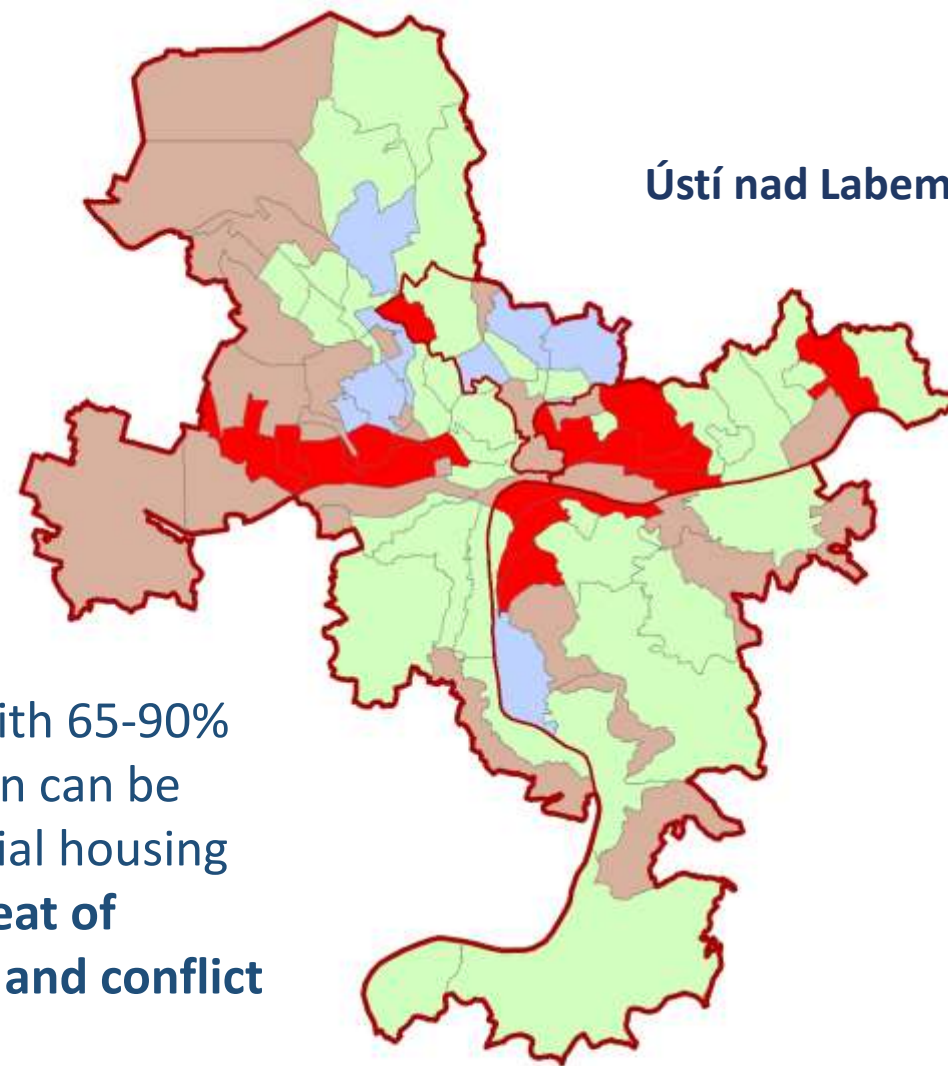 Ústí nad Labem
ith 65-90%
n can be
ial housing
eat of
and conflict